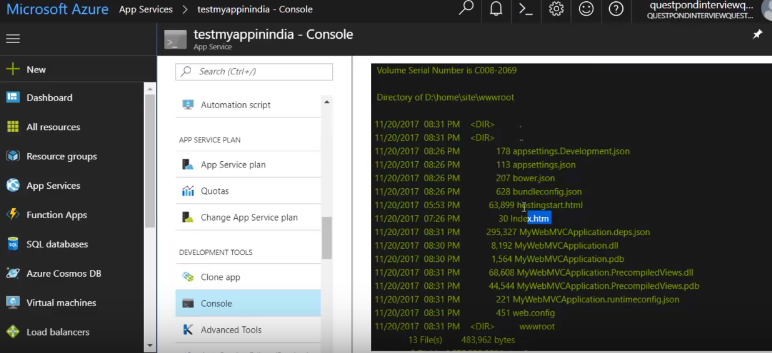 Microsoft Azure App Services > testmyappinindia - Console
questpondinterviewq...
QUESTPONDINTERVIEWQUEST...
testmyappinindia - Console
App Service
New
Dashboard
All resources
Resource groups
App Services
Function Apps
SQL databases
Azure Cosmos DB
Virtual machines
Load balancers
Search (Ctrl+/)
Automation script
APP SERVICE PLAN
App Service plan
Quotas
Change App Service plan
DEVELOPMENT TOOLS
Clone app
Console
Advanced Tools
Volume Serial Number is C008-2069
Directory of D:\home\site\wwwroot
11/20/2017 08:31 PM <DIR> .
11/20/2017 08:31 PM <DIR> ..
11/20/2017 08:26 PM 178 appsettings.Development.json
11/20/2017 08:26 PM 113 appsettings.json
11/20/2017 08:26 PM 207 bower.json
11/20/2017 08:26 PM 628 bundleconfig.json
11/20/2017 05:53 PM 63,899 hostingstart.html
11/20/2017 07:26 PM 30 Index.htm
11/20/2017 08:31 PM 295,327 MyWebMVCApplication.deps.json
11/20/2017 08:30 PM 8,192 MyWebMVCApplication.dll
11/20/2017 08:30 PM 1,564 MyWebMVCApplication.pdb
11/20/2017 08:31 PM 68,608 MyWebMVCApplication.PrecompiledViews.dll
11/20/2017 08:31 PM 44,544 MyWebMVCApplication.PrecompiledViews.pdb
11/20/2017 08:31 PM 221 MyWebMVCApplication.runtimeconfig.json
11/20/2017 08:31 PM 451 web.config
11/20/2017 08:31 PM <DIR> wwwroot
13 File(s) 483,962 bytes